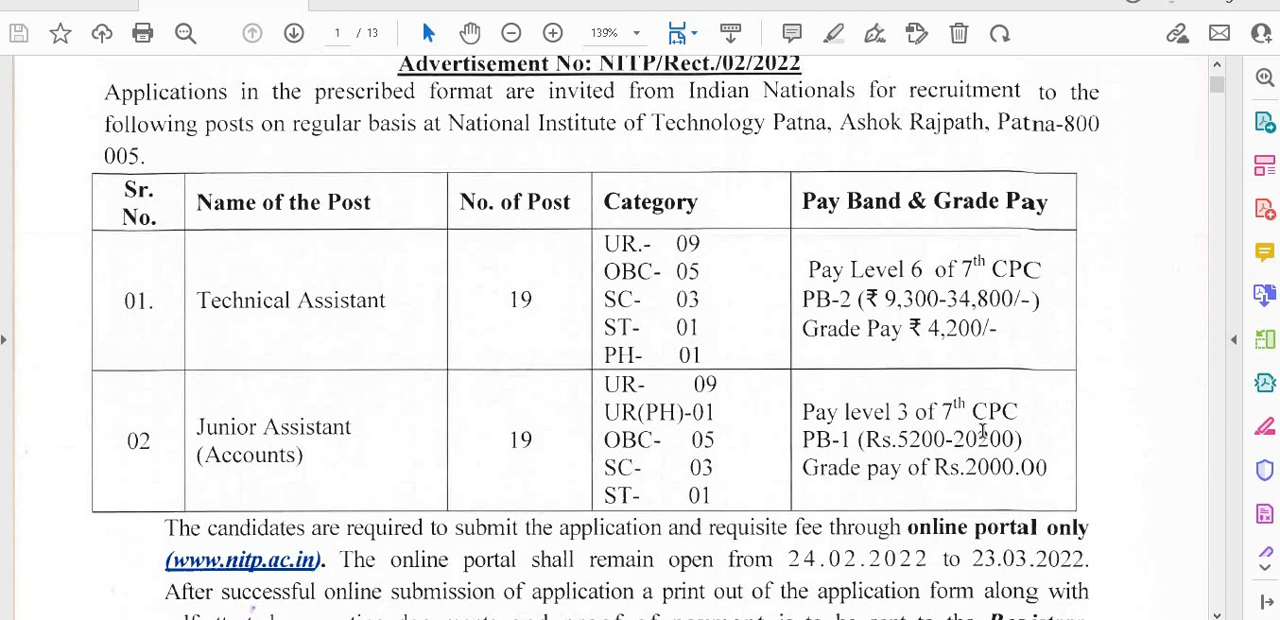 1 / 13
139%
Advertisement No: NITP/Rect./02/2022
Applications in the prescribed format are invited from Indian Nationals for recruitment to the
following posts on regular basis at National Institute of Technology Patna, Ashok Rajpath, Patna-800
005.
Sr. No.
Name of the Post
No. of Post
Category
Pay Band & Grade Pay
01.
Technical Assistant
19
UR.- 09
OBC- 05
SC- 03
ST- 01
PH- 01
Pay Level 6 of 7th CPC
PB-2 (₹ 9,300-34,800/-)
Grade Pay ₹ 4,200/-
02
Junior Assistant
(Accounts)
19
UR- 09
UR(PH)-01
OBC- 05
SC- 03
ST- 01
Pay level 3 of 7th CPC
PB-1 (Rs.5200-20200)
Grade pay of Rs.2000.00
The candidates are required to submit the application and requisite fee through online portal only
(www.nitp.ac.in). The online portal shall remain open from 24.02.2022 to 23.03.2022.
After successful online submission of application a print out of the application form along with